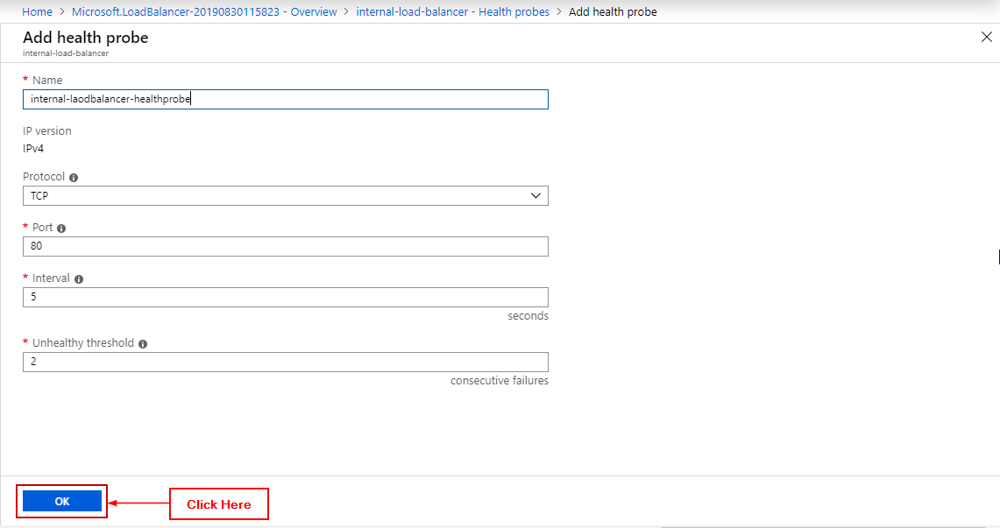 Home > Microsoft.LoadBalancer-20190830115823 - Overview > internal-load-balancer - Health probes > Add health probe
Add health probe
internal-load-balancer
* Name
internal-laodbalancer-healthprobe
IP version
IPv4
Protocol
TCP
* Port
80
* Interval
5
seconds
* Unhealthy threshold
2
consecutive failures
OK
Click Here